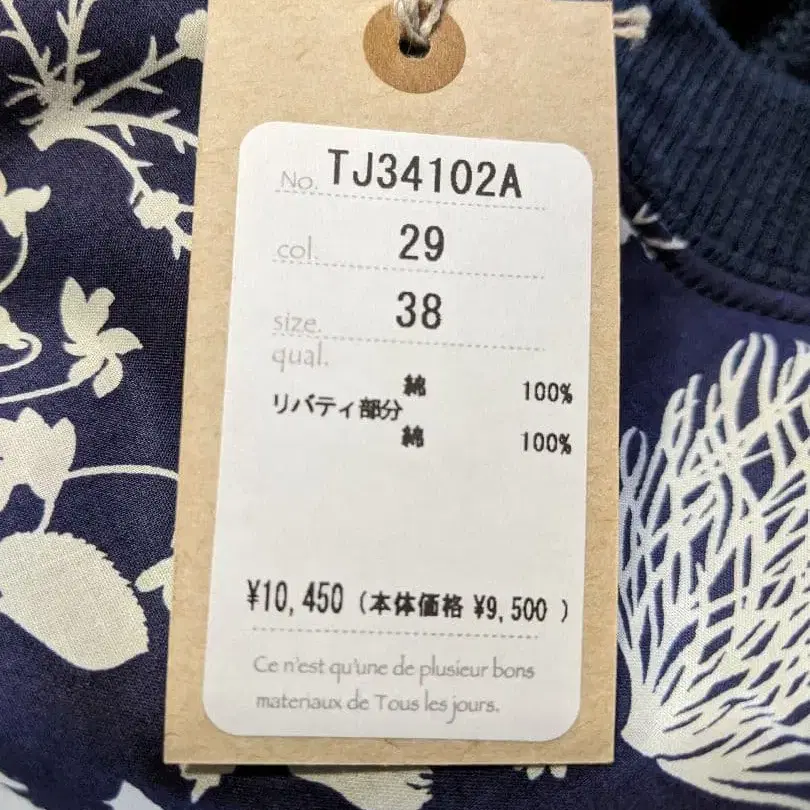 No. TJ34102A
col. 29
size. 38
qual.
綿 100%
リバティ部分
綿 100%
¥10,450 (本体価格 ¥9,500 )
Ce n'est qu'une de plusieur bons
materiaux de Tous les jours.